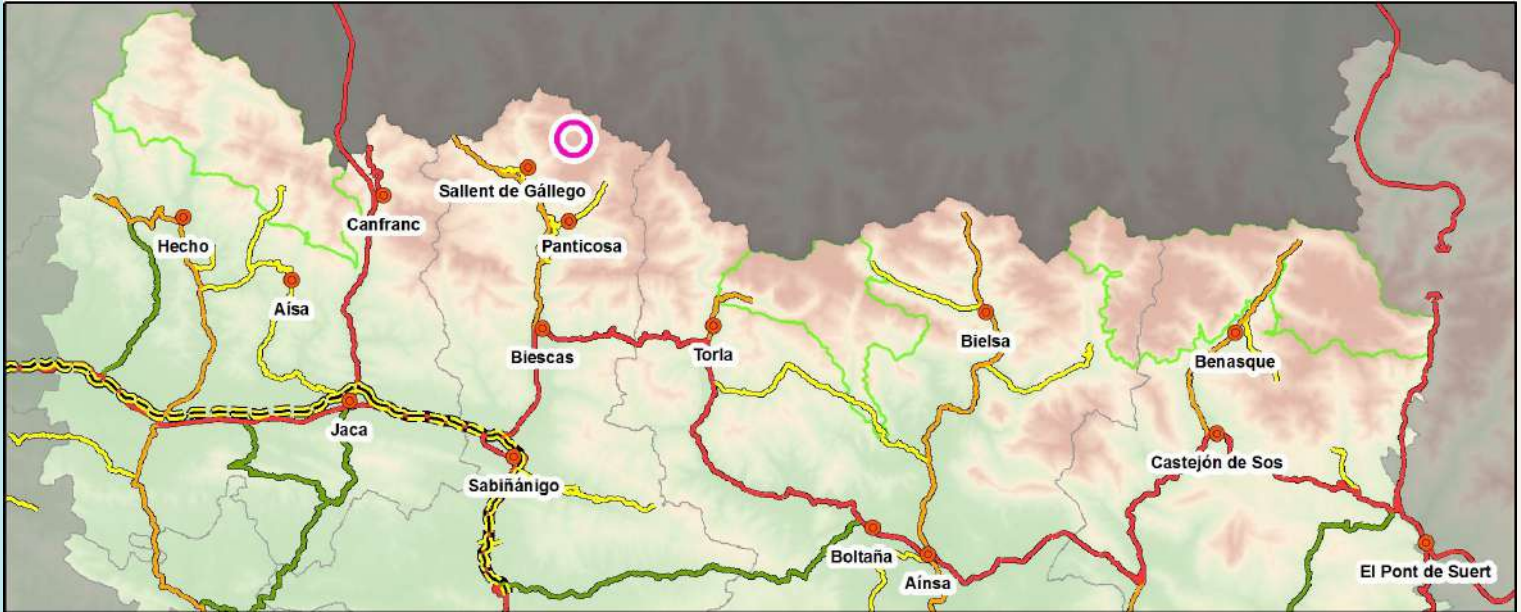 Sallent de Gállego
Canfranc
Hecho
Panticosa
Aísa
Biescas
Torla
Bielsa
Benasque
Jaca
Castejón de Sos
Sabiñánigo
Boltaña
Aínsa
El Pont de Suert